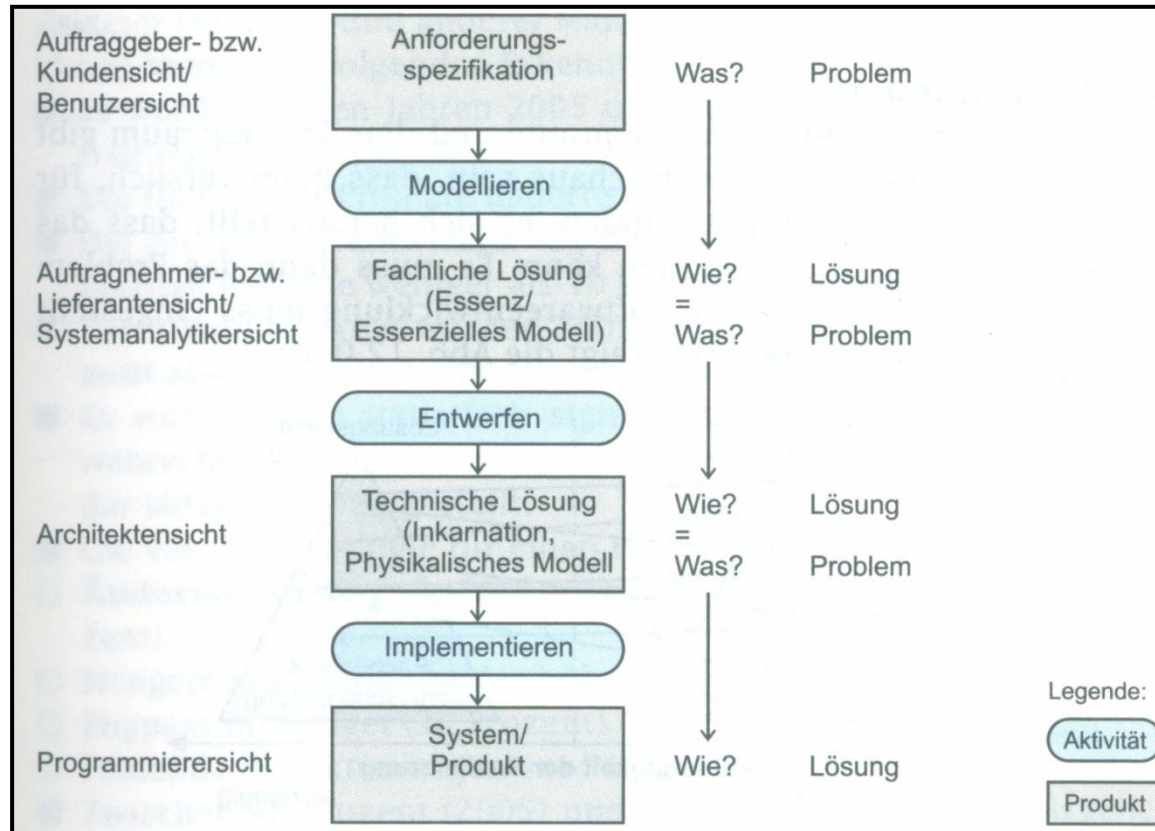 Auftraggeber- bzw.
Kundensicht/
Benutzersicht
Anforderungs-
spezifikation
Was?
Problem
Modellieren
Auftragnehmer- bzw.
Lieferantensicht/
Systemanalytikersicht
Fachliche Lösung
(Essenz/
Essenzielles Modell)
Wie?
Lösung
=
Was?
Problem
Entwerfen
Architektensicht
Technische Lösung
(Inkarnation,
Physikalisches Modell
Wie?
Lösung
=
Was?
Problem
Implementieren
Programmierersicht
System/
Produkt
Wie?
Lösung
Legende:
Aktivität
Produkt